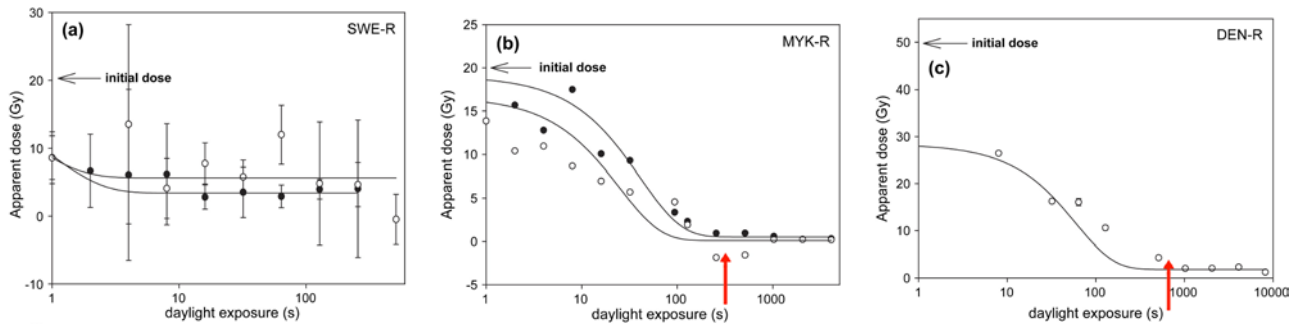 (a)
SWE-R
initial dose
Apparent dose (Gy)
30
20
10
0
-10
1
10
100
daylight exposure (s)
(b)
MYK-R
initial dose
Apparent dose (Gy)
25
20
15
10
5
0
-5
1
10
100
1000
daylight exposure (s)
(c)
DEN-R
initial dose
Apparent dose (Gy)
50
40
30
20
10
0
1
10
100
1000
10000
daylight exposure (s)